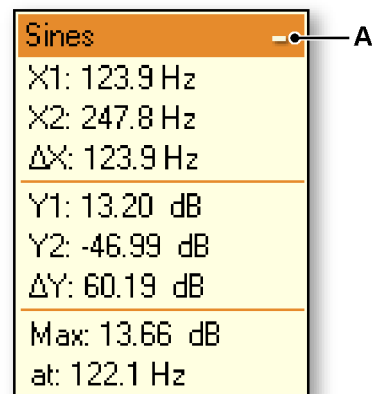 Sines A
X1: 123.9 Hz
X2: 247.8 Hz
ΔX: 123.9 Hz
Y1: 13.20 dB
Y2: -46.99 dB
ΔY: 60.19 dB
Max: 13.66 dB
at: 122.1 Hz